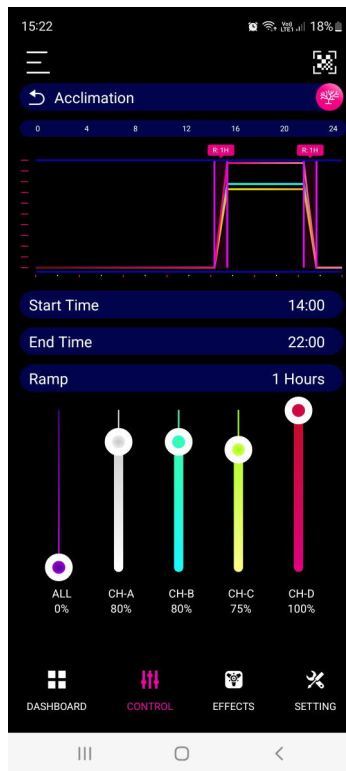 15:22 Vo)) LTE1 18%
Acclimation
0 4 8 12 16 20 24
R: 1H R: 1H
Start Time 14:00
End Time 22:00
Ramp 1 Hours
ALL CH-A CH-B CH-C CH-D
0% 80% 80% 75% 100%
DASHBOARD CONTROL EFFECTS SETTING